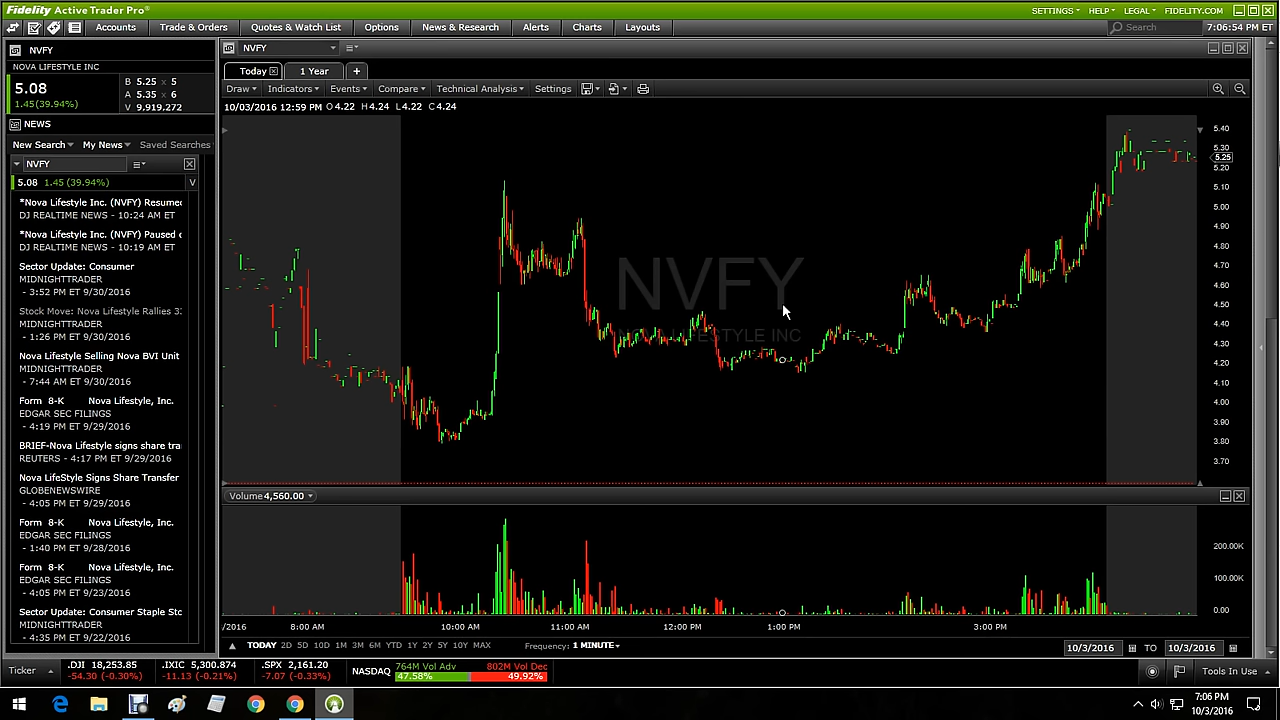 Fidelity Active Trader Pro®
SETTINGS HELP LEGAL FIDELITY.COM
Accounts Trade & Orders Quotes & Watch List Options News & Research Alerts Charts Layouts
Search 7:06:54 PM ET
NVFY
NOVA LIFESTYLE INC
5.08
1.45(39.94%)
B 5.25 x 5
A 5.35 x 6
V 9,919,272
NEWS
New Search My News Saved Searches
NVFY
5.08 1.45 (39.94%) V
*Nova Lifestyle Inc. (NVFY) Resumed
DJ REALTIME NEWS - 10:24 AM ET
*Nova Lifestyle Inc. (NVFY) Paused
DJ REALTIME NEWS - 10:19 AM ET
Sector Update: Consumer
MIDNIGHTTRADER
- 3:52 PM ET 9/30/2016
Stock Move: Nova Lifestyle Rallies
MIDNIGHTTRADER
- 1:26 PM ET 9/30/2016
Nova Lifestyle Selling Nova BVI Unit
MIDNIGHTTRADER
- 7:44 AM ET 9/30/2016
Form 8-K Nova Lifestyle, Inc.
EDGAR SEC FILINGS
- 4:19 PM ET 9/29/2016
BRIEF-Nova Lifestyle signs share tra
REUTERS - 4:17 PM ET 9/29/2016
Nova LifeStyle Signs Share Transfer
GLOBENEWSWIRE
- 4:05 PM ET 9/29/2016
Form 8-K Nova Lifestyle, Inc.
EDGAR SEC FILINGS
- 1:40 PM ET 9/28/2016
Form 8-K Nova Lifestyle, Inc.
EDGAR SEC FILINGS
- 4:05 PM ET 9/23/2016
Sector Update: Consumer Staple Sto
MIDNIGHTTRADER
- 4:35 PM ET 9/22/2016
NVFY
Today 1 Year +
Draw Indicators Events Compare Technical Analysis Settings
10/03/2016 12:59 PM O 4.22 H 4.24 L 4.22 C 4.24
NVFY
NOVA LIFESTYLE INC
5.40
5.30
5.25
5.20
5.10
5.00
4.90
4.80
4.70
4.60
4.50
4.40
4.30
4.20
4.10
4.00
3.90
3.80
3.70
Volume 4,560.00
200.00K
100.00K
0.00
/2016 8:00 AM 10:00 AM 11:00 AM 12:00 PM 1:00 PM 3:00 PM
TODAY 2D 5D 10D 1M 3M 6M YTD 1Y 2Y 5Y 10Y MAX Frequency: 1 MINUTE
10/3/2016 TO 10/3/2016
Ticker
.DJI 18,253.85
-54.30 (-0.30%)
.IXIC 5,300.874
-11.13 (-0.21%)
.SPX 2,161.20
-7.07 (-0.33%)
NASDAQ
764M Vol Adv 802M Vol Dec
47.58% 49.92%
Tools In Use
7:06 PM
10/3/2016